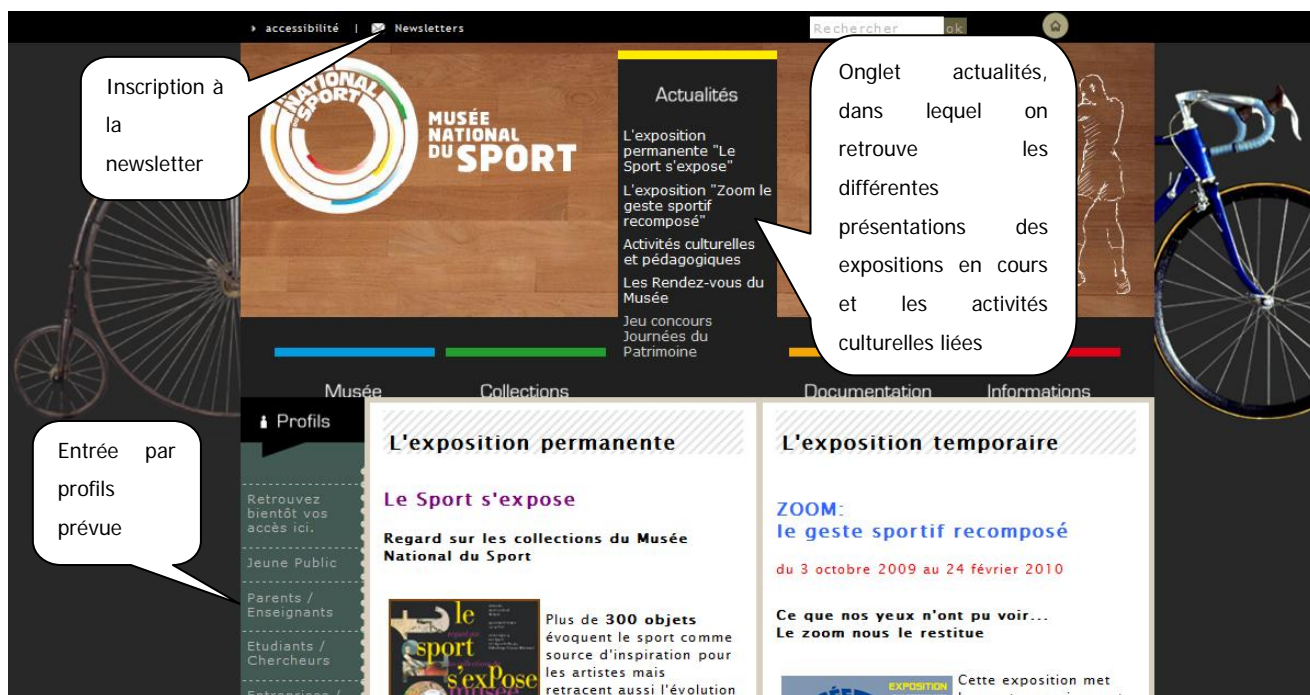 accessibilité | Newsletters
Rechercher ok
Inscription à
la
newsletter
NATIONAL
DU SPORT
MUSÉE
NATIONAL
DU SPORT
Actualités
L'exposition
permanente "Le
Sport s'expose"
L'exposition "Zoom le
geste sportif
recomposé"
Activités culturelles
et pédagogiques
Les Rendez-vous du
Musée
Jeu concours
Journées du
Patrimoine
Onglet actualités,
dans lequel on
retrouve les
différentes
présentations des
expositions en cours
et les activités
culturelles liées
Musée
Collections
Documentation
Informations
Entrée par
profils
prévue
Profils
Retrouvez
bientôt vos
accès ici.
Jeune Public
Parents /
Enseignants
Etudiants /
Chercheurs
Entreprises /
L'exposition permanente
Le Sport s'expose
Regard sur les collections du Musée
National du Sport
le
sport
s'expose
musée
Plus de 300 objets
évoquent le sport comme
source d'inspiration pour
les artistes mais
retracent aussi l'évolution
L'exposition temporaire
ZOOM:
le geste sportif recomposé
du 3 octobre 2009 au 24 février 2010
Ce que nos yeux n'ont pu voir...
Le zoom nous le restitue
EXPOSITION
Cette exposition met